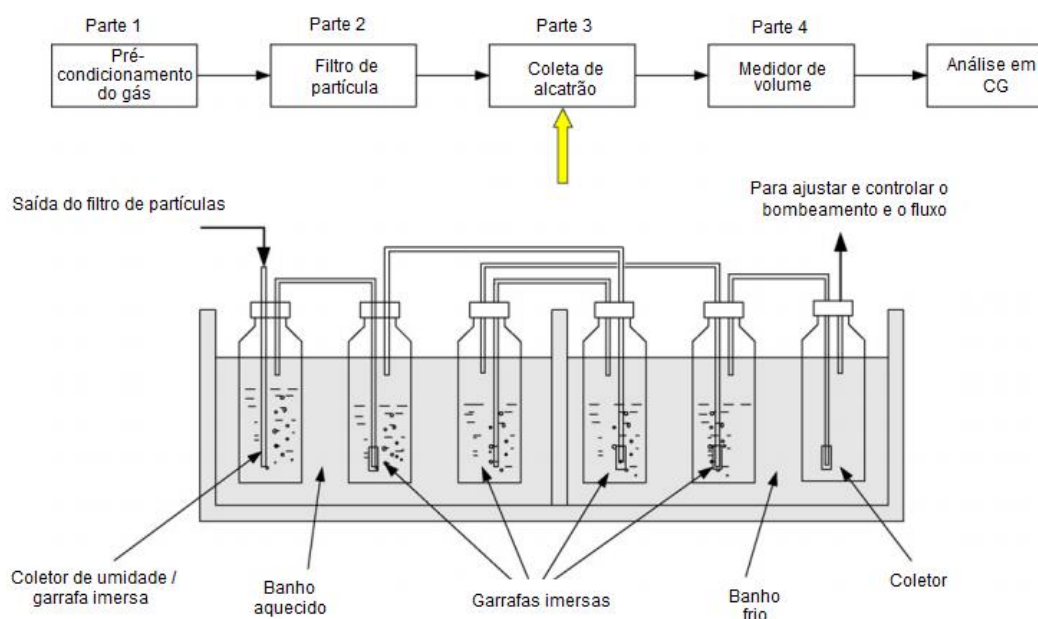 Parte 1
Parte 2
Parte 3
Parte 4
Pré-
condicionamento
do gás
Filtro de
partícula
Coleta de
alcatrão
Medidor de
volume
Análise em
CG
Saída do filtro de partículas
Para ajustar e controlar o
bombeamento e o fluxo
Coletor de umidade /
garrafa imersa
Banho
aquecido
Garrafas imersas
Banho
frio
Coletor